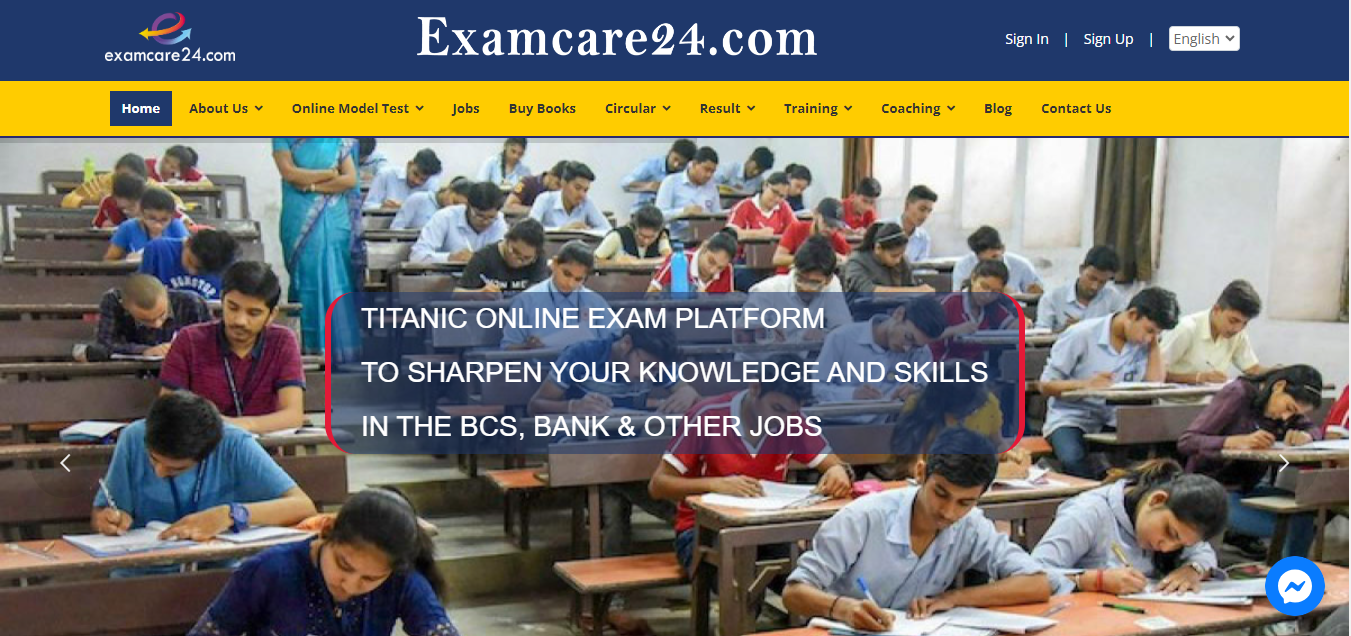 examcare24.com
Examcare24.com
Sign In | Sign Up | English
Home About Us Online Model Test Jobs Buy Books Circular Result Training Coaching Blog Contact Us
NONSTOP
TITANIC ONLINE EXAM PLATFORM
TO SHARPEN YOUR KNOWLEDGE AND SKILLS
IN THE BCS, BANK & OTHER JOBS